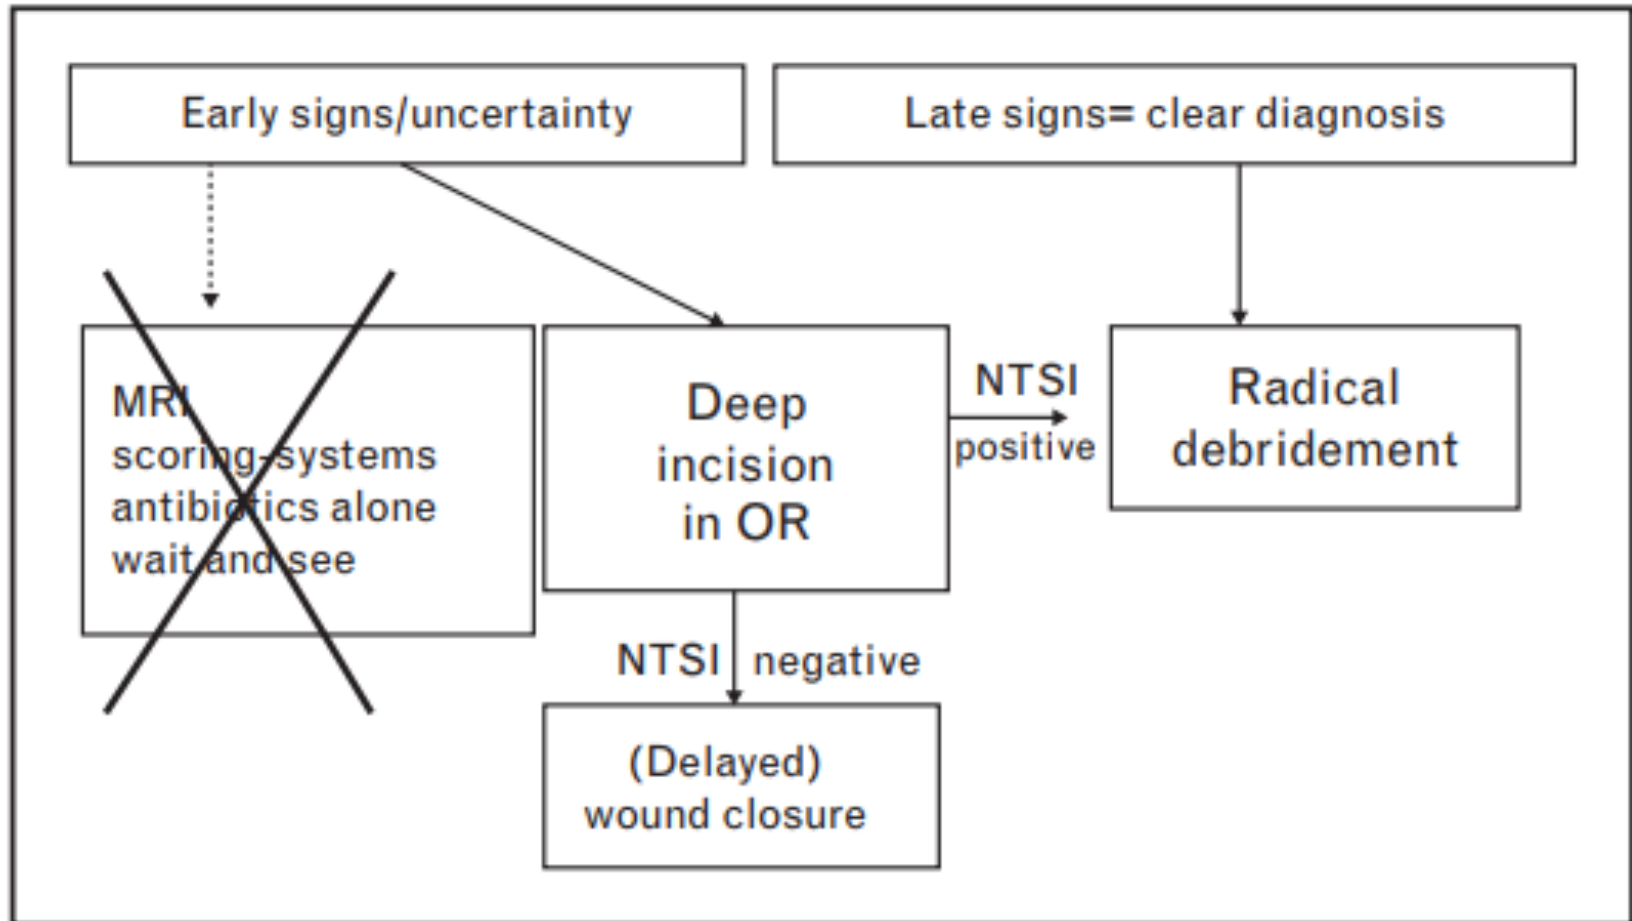 Early signs/uncertainty
Late signs= clear diagnosis
MRI
scoring-systems
antibiotics alone
wait and see
Deep
incision
in OR
NTSI
positive
Radical
debridement
NTSI negative
(Delayed)
wound closure